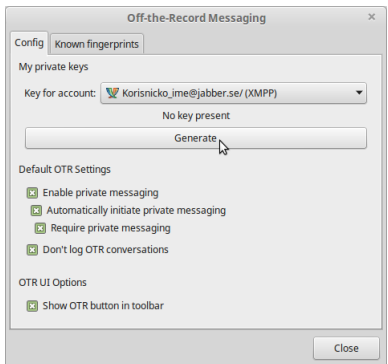 Off-the-Record Messaging
Config Known fingerprints
My private keys
Key for account: Korisnicko_ime@jabber.se/ (XMPP)
No key present
Generate
Default OTR Settings
Enable private messaging
Automatically initiate private messaging
Require private messaging
Don't log OTR conversations
OTR UI Options
Show OTR button in toolbar
Close